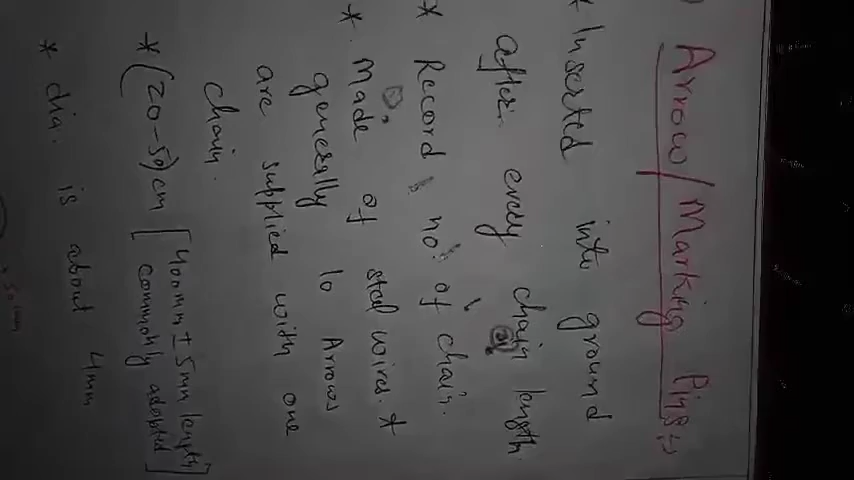 Arrow/Marking Pins:-
* Inserted into ground
after every chain length.
* Record no. of chain.
* Made of steel wires. *
generally 10 Arrows
are supplied with one
chain.
* (20-50)cm [400mm ± 5mm length
commonly adopted]
* dia. is about 4mm